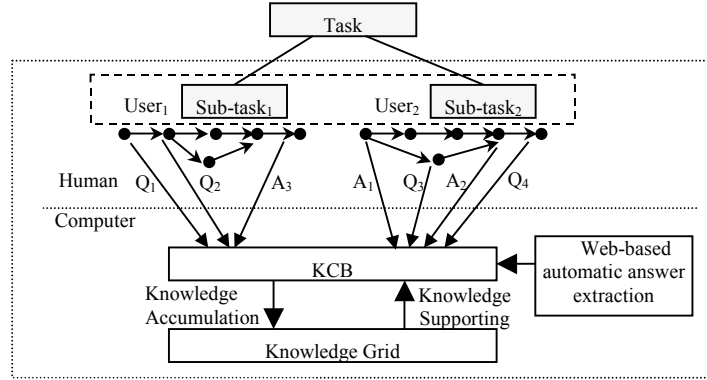 Task
User₁
Sub-task₁
User₂
Sub-task₂
Human
Q₁
Q₂
A₃
A₁
Q₃
A₂
Q₄
Computer
KCB
Web-based
automatic answer
extraction
Knowledge
Accumulation
Knowledge
Supporting
Knowledge Grid